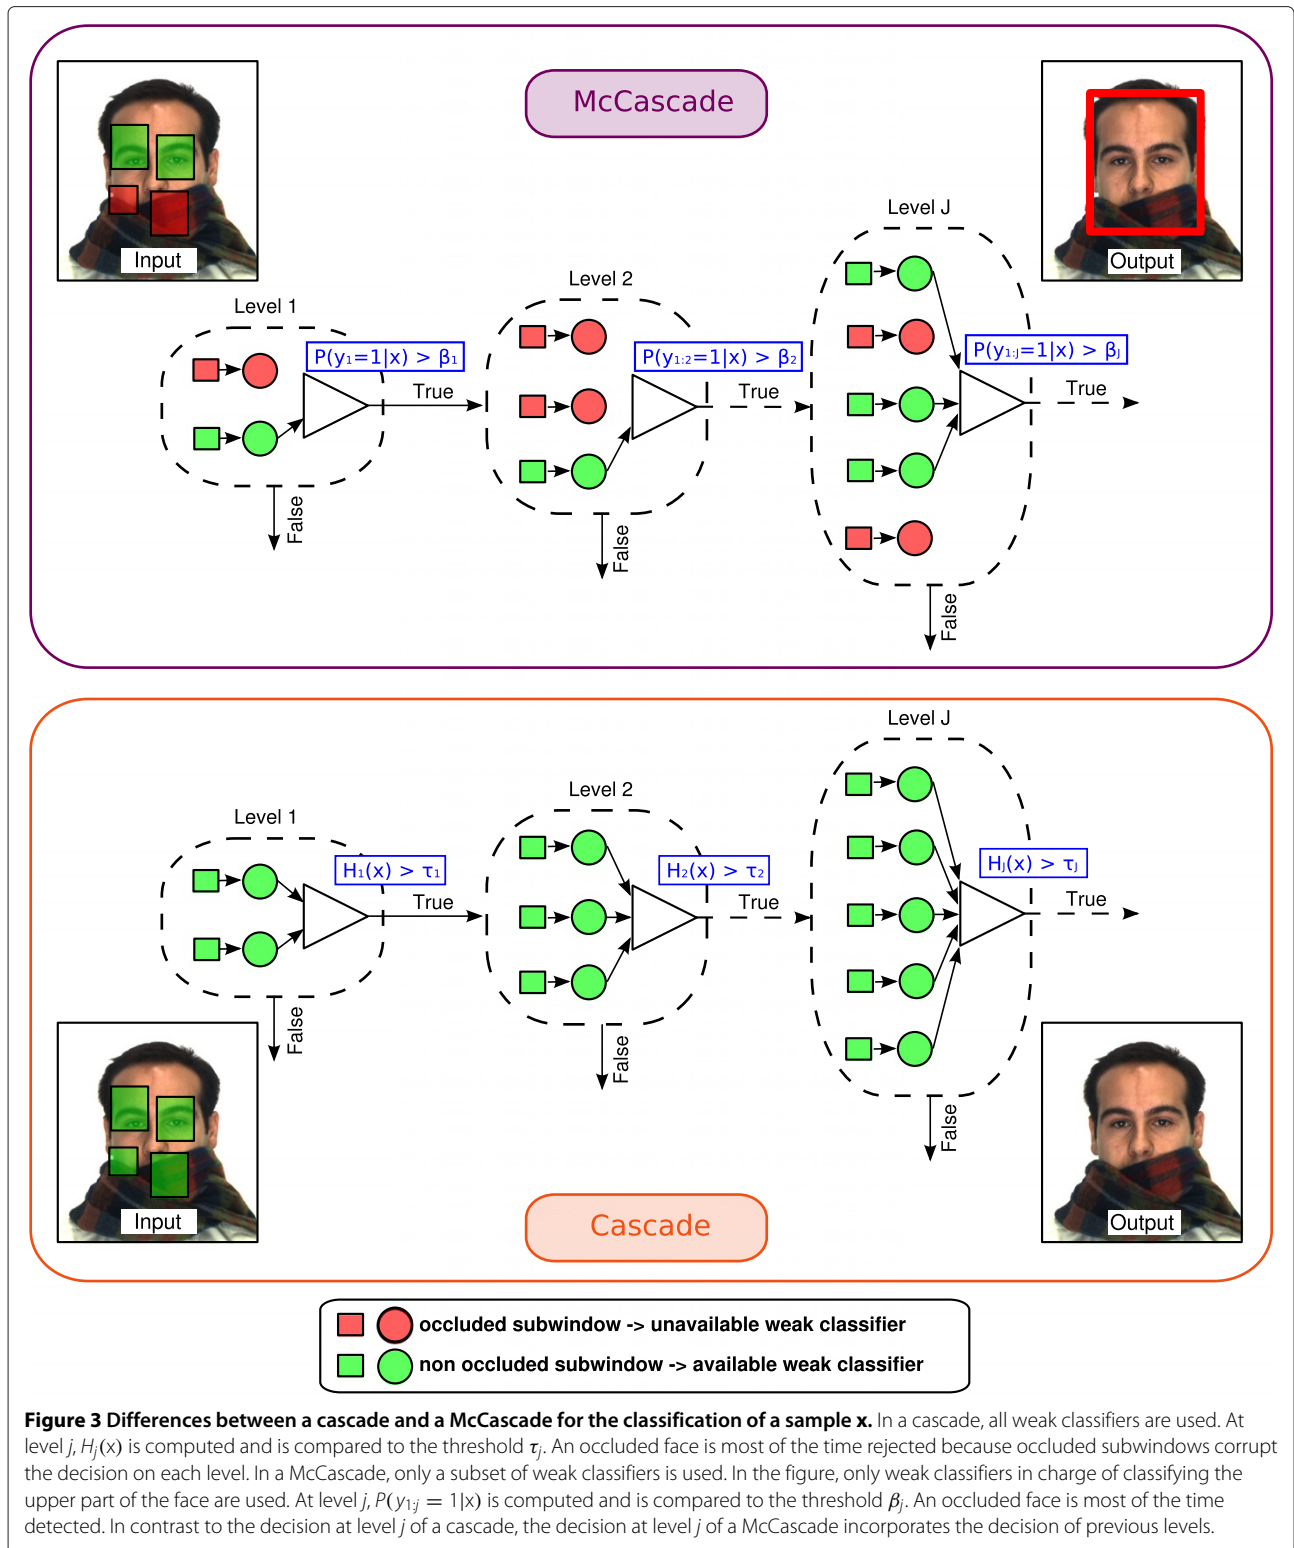 McCascade
Input
Output
Level 1
Level 2
Level J
P(y₁=1|x) > β₁
P(y₁:₂=1|x) > β₂
P(y₁:J=1|x) > βJ
True
True
True
False
False
False
Level 1
Level 2
Level J
H₁(x) > τ₁
H₂(x) > τ₂
HJ(x) > τJ
True
True
True
False
False
False
Input
Output
Cascade
occluded subwindow -> unavailable weak classifier
non occluded subwindow -> available weak classifier
Figure 3 Differences between a cascade and a McCascade for the classification of a sample x. In a cascade, all weak classifiers are used. At
level j, Hj(x) is computed and is compared to the threshold τj. An occluded face is most of the time rejected because occluded subwindows corrupt
the decision on each level. In a McCascade, only a subset of weak classifiers is used. In the figure, only weak classifiers in charge of classifying the
upper part of the face are used. At level j, P(y₁:j = 1|x) is computed and is compared to the threshold βj. An occluded face is most of the time
detected. In contrast to the decision at level j of a cascade, the decision at level j of a McCascade incorporates the decision of previous levels.